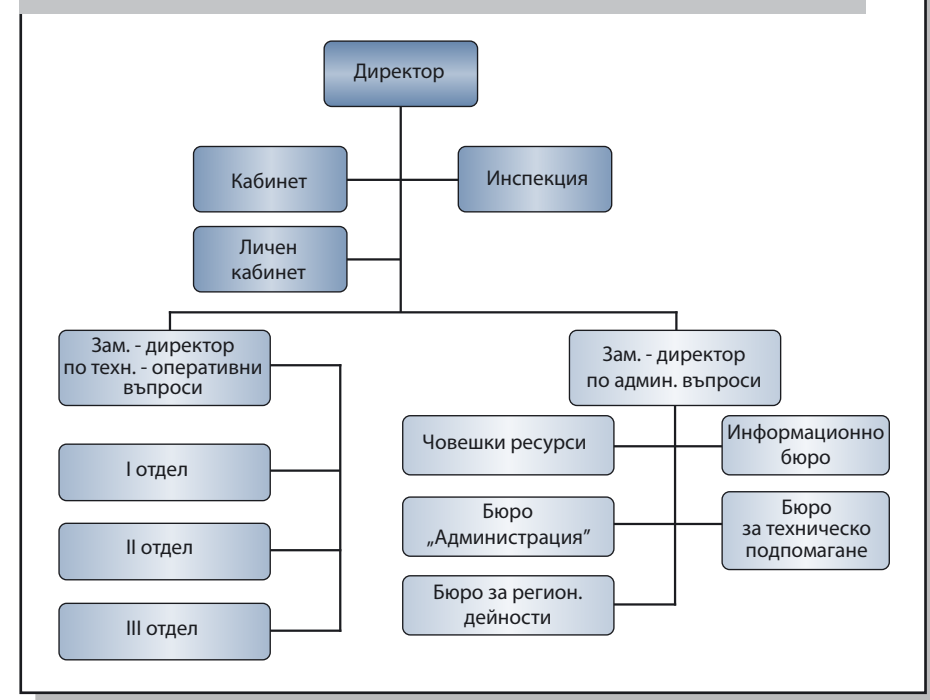 Директор
Кабинет
Инспекция
Личен
кабинет
Зам. - директор
по техн. - оперативни
въпроси
Зам. - директор
по админ. въпроси
I отдел
II отдел
III отдел
Човешки ресурси
Информационно
бюро
Бюро
„Администрация”
Бюро
за техническо
подпомагане
Бюро за регион.
дейности